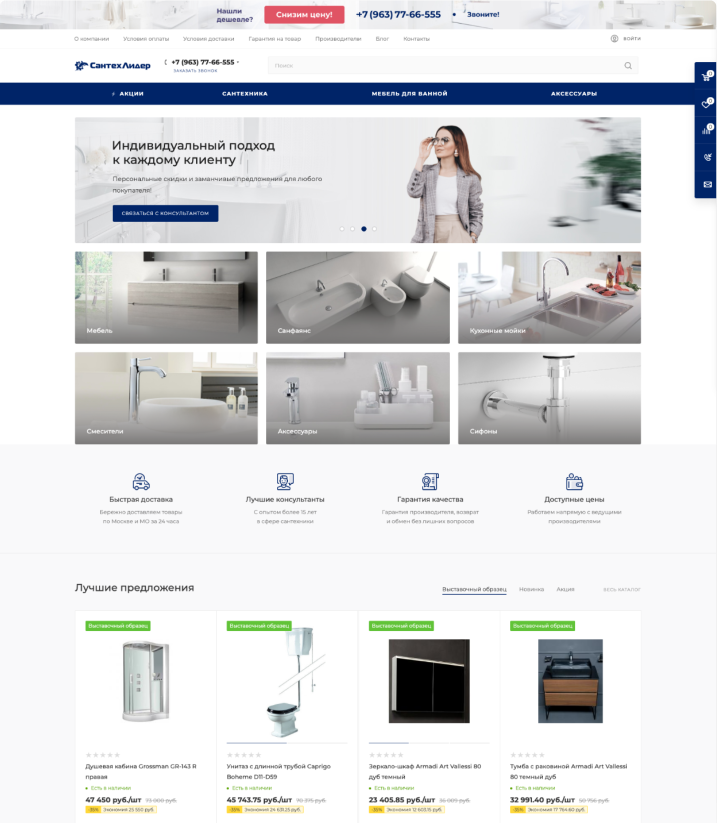 Нашли
дешевле?
Снизим цену!
+7 (963) 77-66-555 • Звоните!
О компании Условия оплаты Условия доставки Гарантия на товар Производители Блог Контакты
ВОЙТИ
СантехЛидер
+7 (963) 77-66-555
ЗАКАЗАТЬ ЗВОНОК
Поиск
0
АКЦИИ САНТЕХНИКА МЕБЕЛЬ ДЛЯ ВАННОЙ АКСЕССУАРЫ
0
0
Индивидуальный подход
к каждому клиенту
Персональные скидки и заманчивые предложения для любого
покупателя!
СВЯЗАТЬСЯ С КОНСУЛЬТАНТОМ
Мебель
Санфаянс
Кухонные мойки
Смесители
Аксессуары
Сифоны
Быстрая доставка
Бережно доставляем товары
по Москве и МО за 24 часа
Лучшие консультанты
С опытом более 15 лет
в сфере сантехники
Гарантия качества
Гарантия производителя, возврат
и обмен без лишних вопросов
Доступные цены
Работаем напрямую с ведущими
производителями
Лучшие предложения
Выставочный образец Новинка Акция ВЕСЬ КАТАЛОГ
Выставочный образец
Душевая кабина Grossman GR-143 R
правая
Есть в наличии
47 450 руб./шт 73 000 руб.
-35% Экономия 25 550 руб.
Выставочный образец
Унитаз с длинной трубой Caprigo
Boheme D11-D59
Есть в наличии
45 743.75 руб./шт 70 375 руб.
-35% Экономия 24 631.25 руб.
Выставочный образец
Зеркало-шкаф Armadi Art Vallessi 80
дуб темный
Есть в наличии
23 405.85 руб./шт 36 009 руб.
-35% Экономия 12 603.15 руб.
Выставочный образец
Тумба с раковиной Armadi Art Vallessi
80 темный дуб
Есть в наличии
32 991.40 руб./шт 50 756 руб.
-35% Экономия 17 764.60 руб.